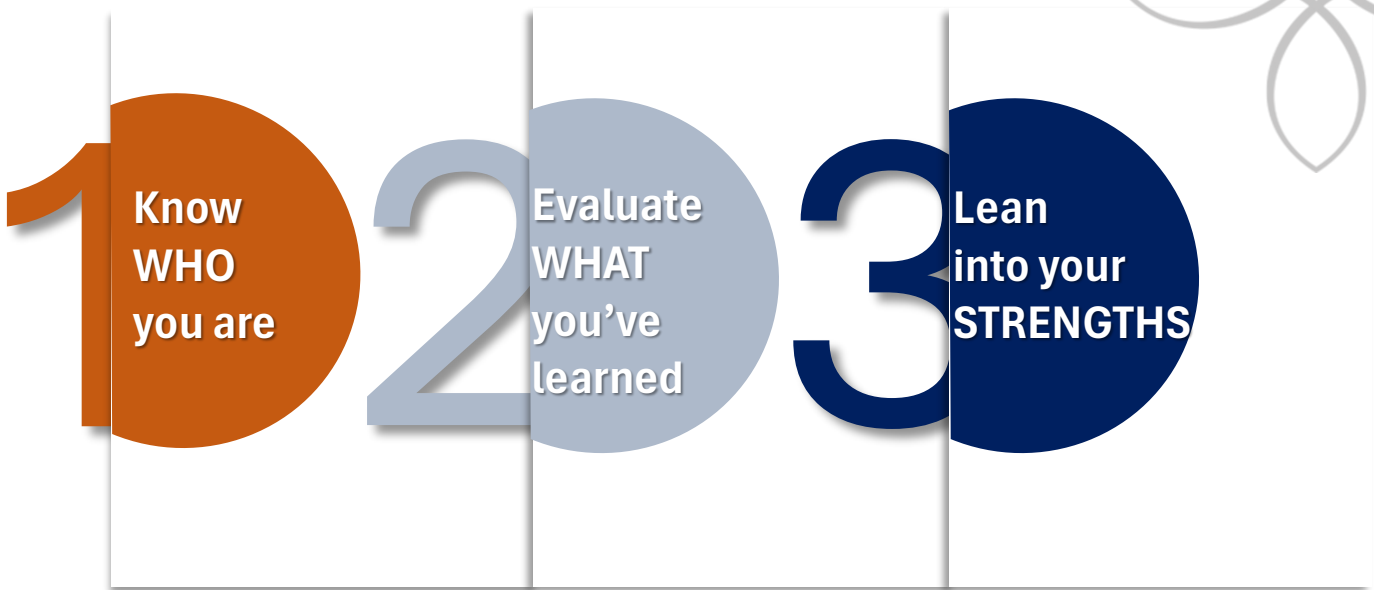 1
Know
WHO
you are
2
Evaluate
WHAT
you’ve
learned
3
Lean
into your
STRENGTHS